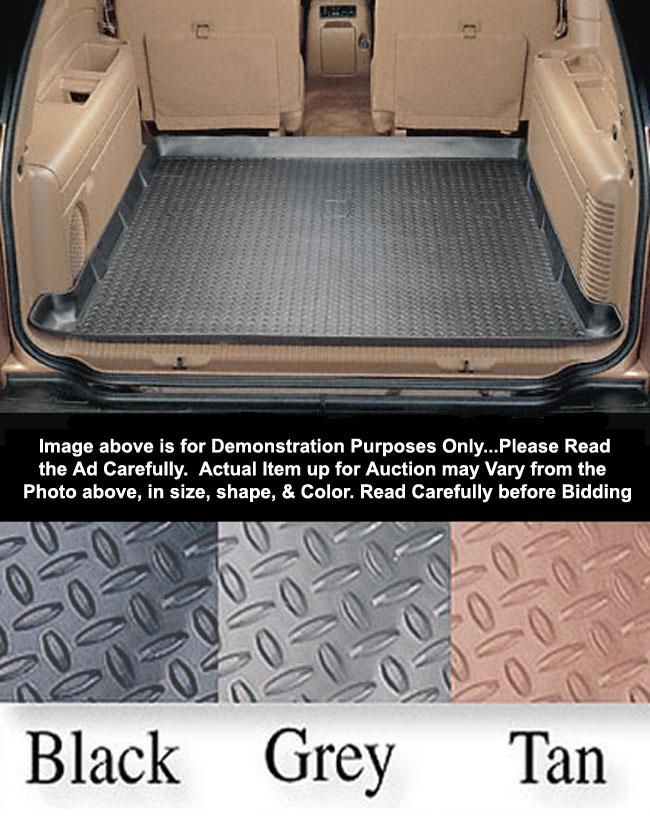 Image above is for Demonstration Purposes Only...Please Read
the Ad Carefully.  Actual Item up for Auction may Vary from the
Photo above, in size, shape, & Color. Read Carefully before Bidding
Black Grey Tan